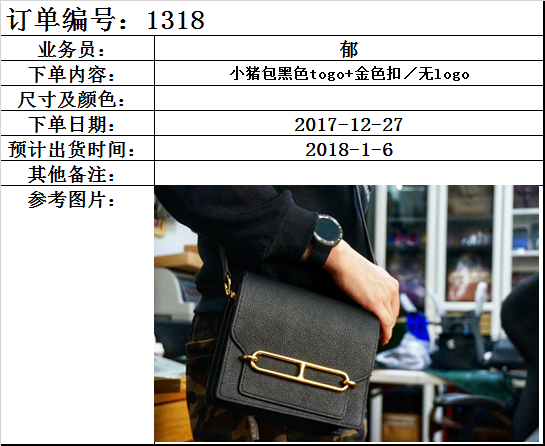 订单编号：1318
业务员： 郁
下单内容： 小猪包黑色togo+金色扣／无logo
尺寸及颜色：
下单日期： 2017-12-27
预计出货时间： 2018-1-6
其他备注：
参考图片：